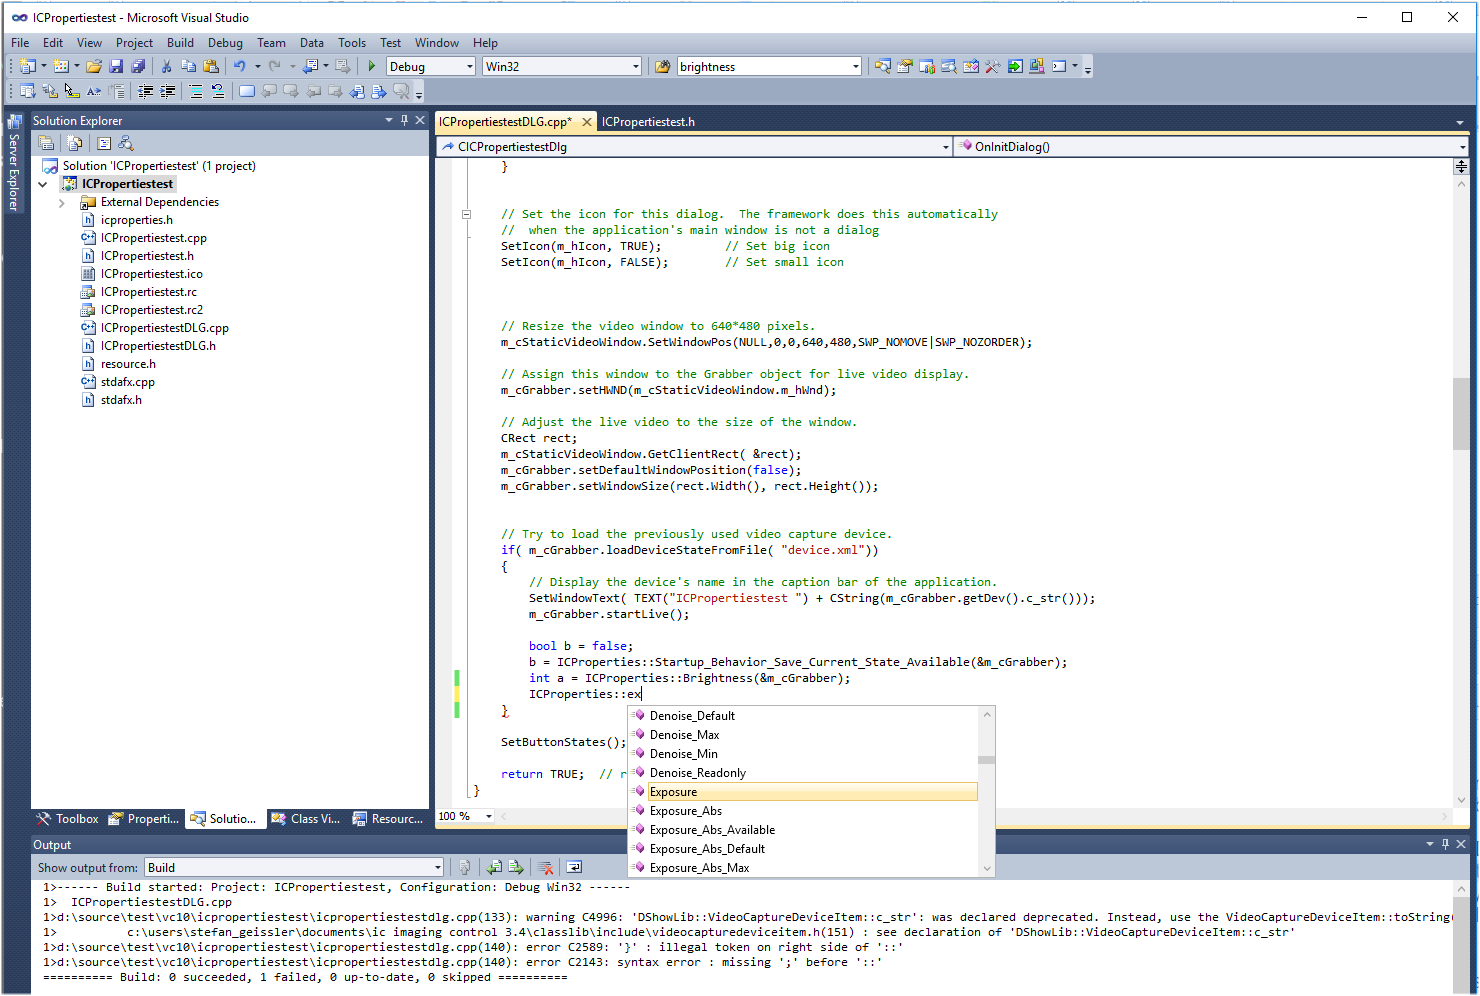 ICPropertiestest - Microsoft Visual Studio
File Edit View Project Build Debug Team Data Tools Test Window Help
Debug Win32 brightness
Server Explorer
Solution Explorer
Solution 'ICPropertiestest' (1 project)
ICPropertiestest
External Dependencies
icproperties.h
ICPropertiestest.cpp
ICPropertiestest.h
ICPropertiestest.ico
ICPropertiestest.rc
ICPropertiestest.rc2
ICPropertiestestDLG.cpp
ICPropertiestestDLG.h
resource.h
stdafx.cpp
stdafx.h
Toolbox Properti... Solutio... Class Vi... Resourc...
ICPropertiestestDLG.cpp* ICPropertiestest.h
CICPropertiestestDlg OnInitDialog()
}
// Set the icon for this dialog.  The framework does this automatically
//  when the application's main window is not a dialog
SetIcon(m_hIcon, TRUE); // Set big icon
SetIcon(m_hIcon, FALSE); // Set small icon
// Resize the video window to 640*480 pixels.
m_cStaticVideoWindow.SetWindowPos(NULL,0,0,640,480,SWP_NOMOVE|SWP_NOZORDER);
// Assign this window to the Grabber object for live video display.
m_cGrabber.setHWND(m_cStaticVideoWindow.m_hWnd);
// Adjust the live video to the size of the window.
CRect rect;
m_cStaticVideoWindow.GetClientRect( &rect);
m_cGrabber.setDefaultWindowPosition(false);
m_cGrabber.setWindowSize(rect.Width(), rect.Height());
// Try to load the previously used video capture device.
if( m_cGrabber.loadDeviceStateFromFile( "device.xml"))
{
// Display the device's name in the caption bar of the application.
SetWindowText( TEXT("ICPropertiestest ") + CString(m_cGrabber.getDev().c_str()));
m_cGrabber.startLive();
bool b = false;
b = ICProperties::Startup_Behavior_Save_Current_State_Available(&m_cGrabber);
int a = ICProperties::Brightness(&m_cGrabber);
ICProperties::ex
}
SetButtonStates();
return TRUE;  // r
}
Denoise_Default
Denoise_Max
Denoise_Min
Denoise_Readonly
Exposure
Exposure_Abs
Exposure_Abs_Available
Exposure_Abs_Default
Exposure_Abs_Max
100 %
Output
Show output from: Build
1>------ Build started: Project: ICPropertiestest, Configuration: Debug Win32 ------
1>  ICPropertiestestDLG.cpp
1>d:\source\test\vc10\icpropertiestest\icpropertiestestdlg.cpp(133): warning C4996: 'DShowLib::VideoCaptureDeviceItem::c_str': was declared deprecated. Instead, use the VideoCaptureDeviceItem::toString(
1>          c:\users\stefan_geissler\documents\ic imaging control 3.4\classlib\include\videocapturedeviceitem.h(151) : see declaration of 'DShowLib::VideoCaptureDeviceItem::c_str'
1>d:\source\test\vc10\icpropertiestest\icpropertiestestdlg.cpp(140): error C2589: '}' : illegal token on right side of '::'
1>d:\source\test\vc10\icpropertiestest\icpropertiestestdlg.cpp(140): error C2143: syntax error : missing ';' before '::'
========== Build: 0 succeeded, 1 failed, 0 up-to-date, 0 skipped ==========